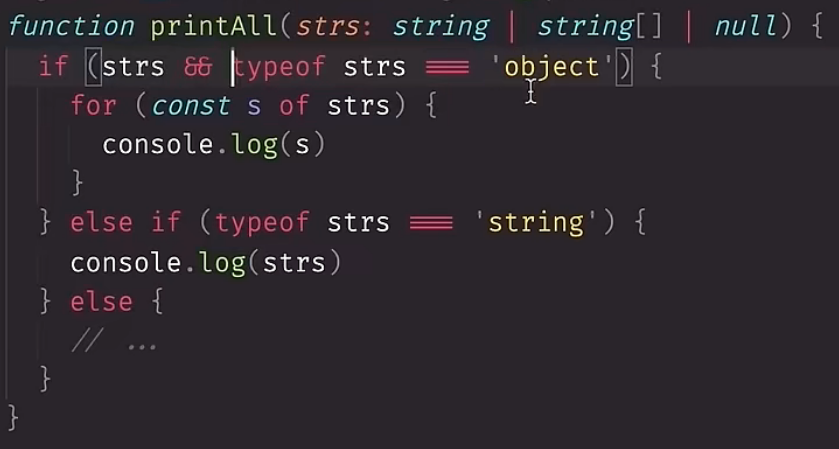 function printAll(strs: string | string[] | null) {
  if (strs && typeof strs === 'object') {
    for (const s of strs) {
      console.log(s)
    }
  } else if (typeof strs === 'string') {
    console.log(strs)
  } else {
    // ...
  }
}